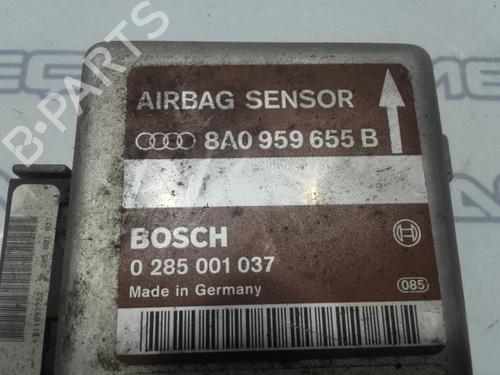 AIRBAG SENSOR
8A0 959 655 B
BOSCH
0 285 001 037
Made in Germany
085
B-PARTS